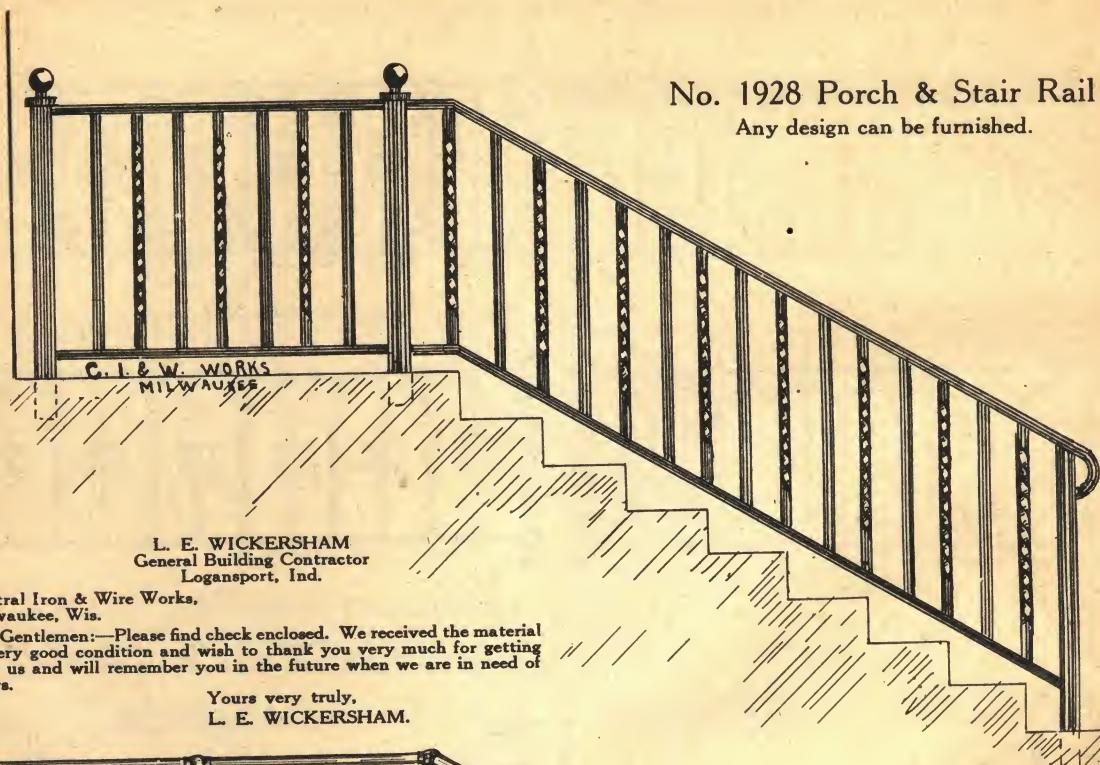 No. 1928 Porch & Stair Rail
Any design can be furnished.
C. I. & W. WORKS
MILWAUKEE
L. E. WICKERSHAM
General Building Contractor
Logansport, Ind.
tral Iron & Wire Works,
waukee, Wis.
Gentlemen:—Please find check enclosed. We received the material
ery good condition and wish to thank you very much for getting
us and will remember you in the future when we are in need of
rs.
Yours very truly,
L. E. WICKERSHAM.